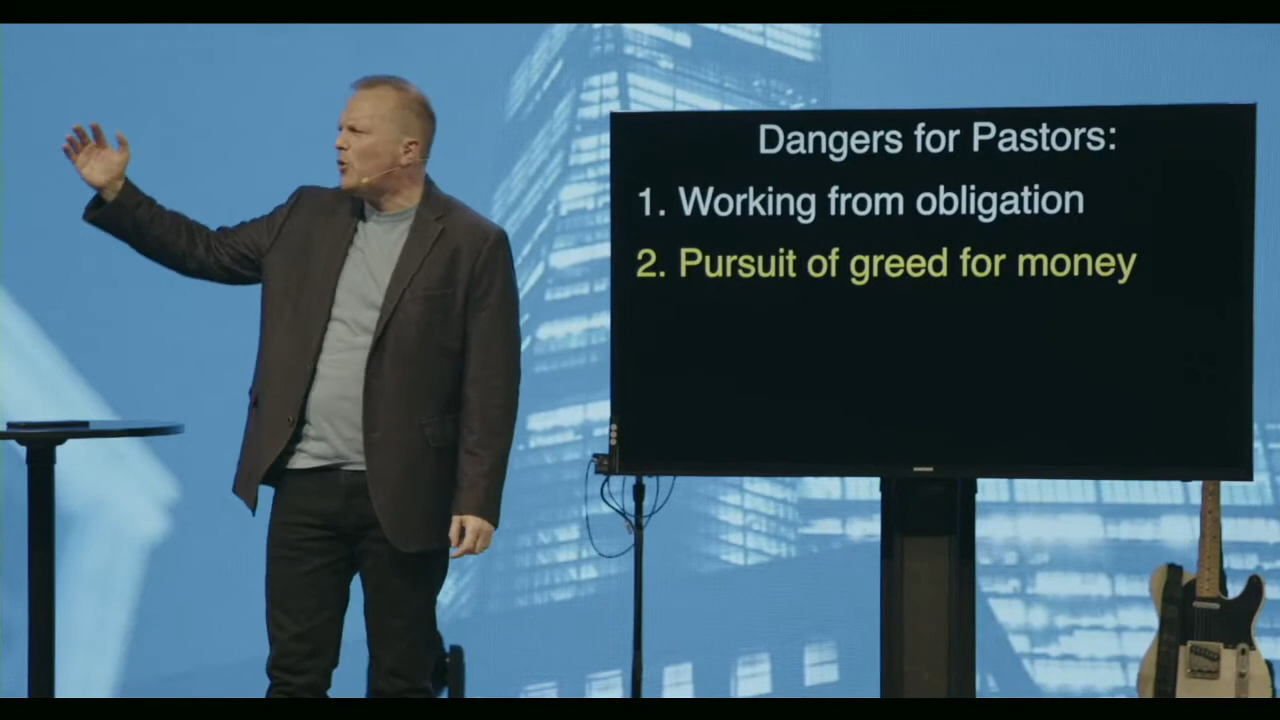 Dangers for Pastors:
1. Working from obligation
2. Pursuit of greed for money